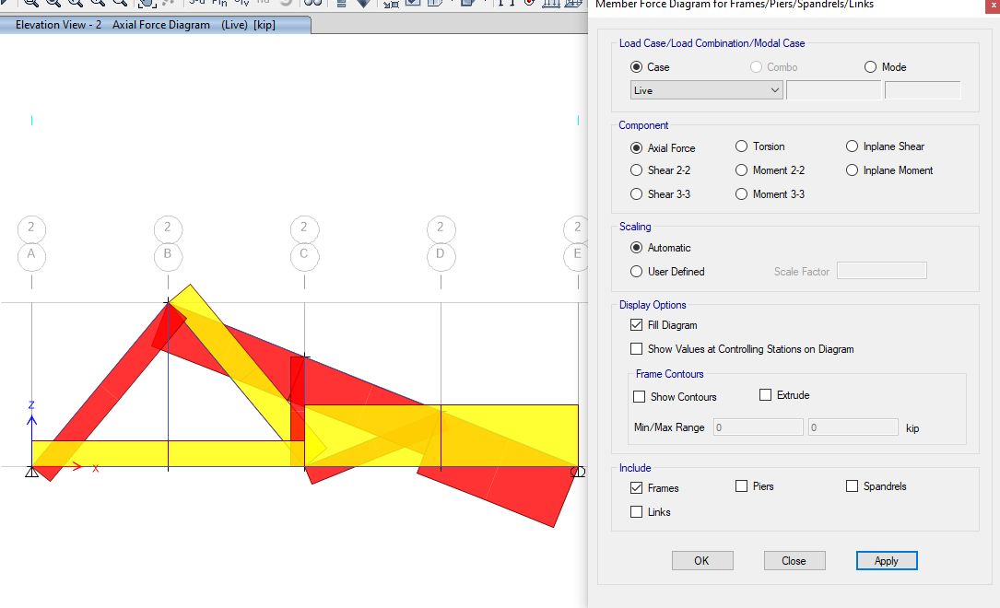 Member Force Diagram for Frames/Piers/Spandrels/Links
x
Elevation View - 2 Axial Force Diagram (Live) [kip]
2 2 2 2 2
A B C D E
Z
X
Load Case/Load Combination/Modal Case
Case Combo Mode
Live
Component
Axial Force Torsion Inplane Shear
Shear 2-2 Moment 2-2 Inplane Moment
Shear 3-3 Moment 3-3
Scaling
Automatic
User Defined Scale Factor
Display Options
Fill Diagram
Show Values at Controlling Stations on Diagram
Frame Contours
Show Contours Extrude
Min/Max Range 0 0 kip
Include
Frames Piers Spandrels
Links
OK Close Apply